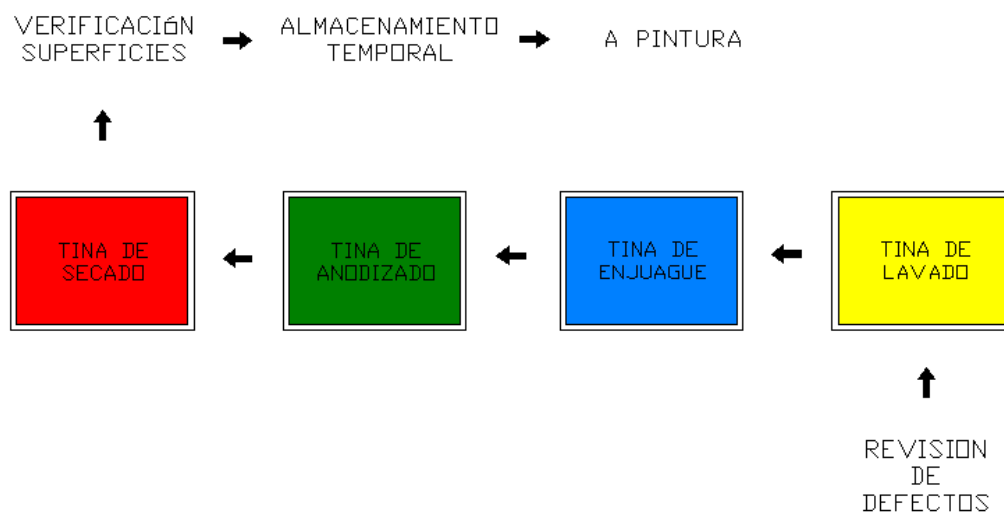 VERIFICACIóN
SUPERFICIES
ALMACENAMIENTO
TEMPORAL
A PINTURA
TINA DE
SECADO
TINA DE
ANODIZADO
TINA DE
ENJUAGUE
TINA DE
LAVADO
REVISION
DE
DEFECTOS